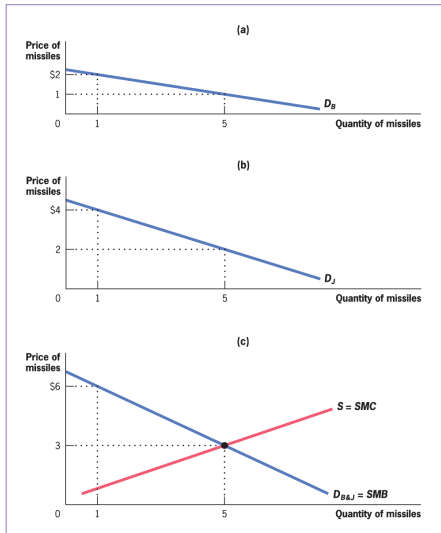 (a)
Price of
missiles
$2
1
D_B
0 1 5 Quantity of missiles
(b)
Price of
missiles
$4
2
D_J
0 1 5 Quantity of missiles
(c)
Price of
missiles
$6
S = SMC
3
D_B&J = SMB
0 1 5 Quantity of missiles